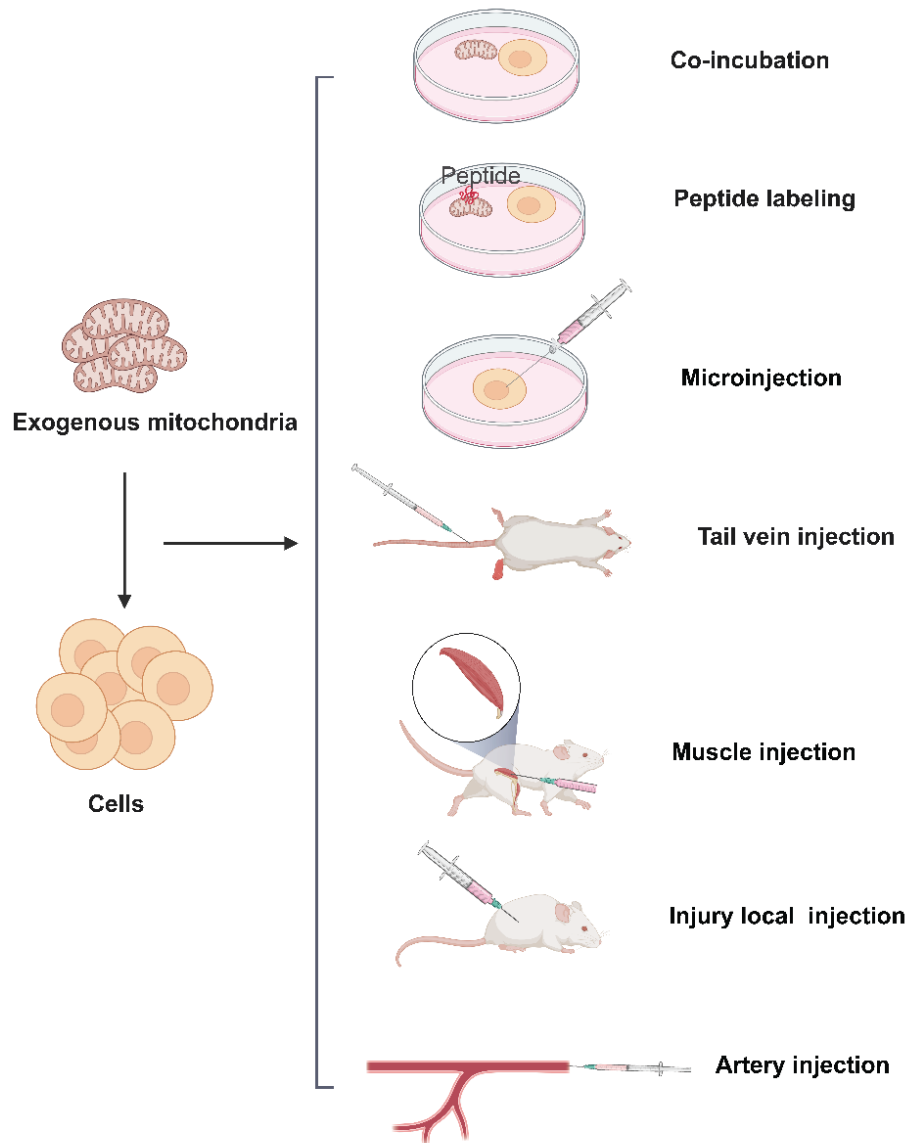 Co-incubation
Peptide
Peptide labeling
Microinjection
Exogenous mitochondria
Tail vein injection
Cells
Muscle injection
Injury local  injection
Artery injection